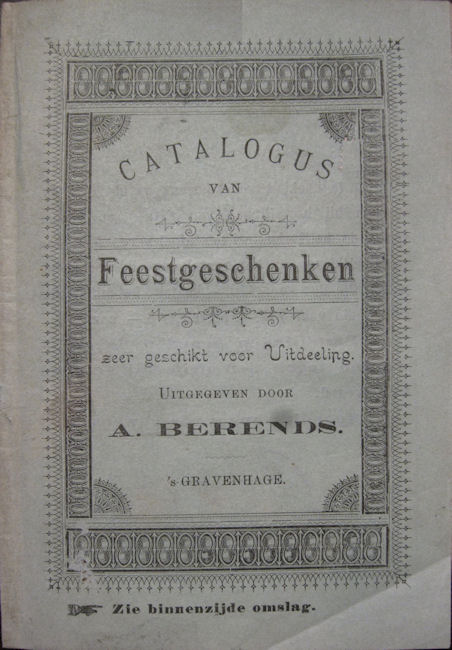 CATALOGUS
VAN
Feestgeschenken
zeer geschikt voor Uitdeeling.
UITGEGEVEN DOOR
A. BERENDS.
's-GRAVENHAGE.
☛ Zie binnenzijde omslag.